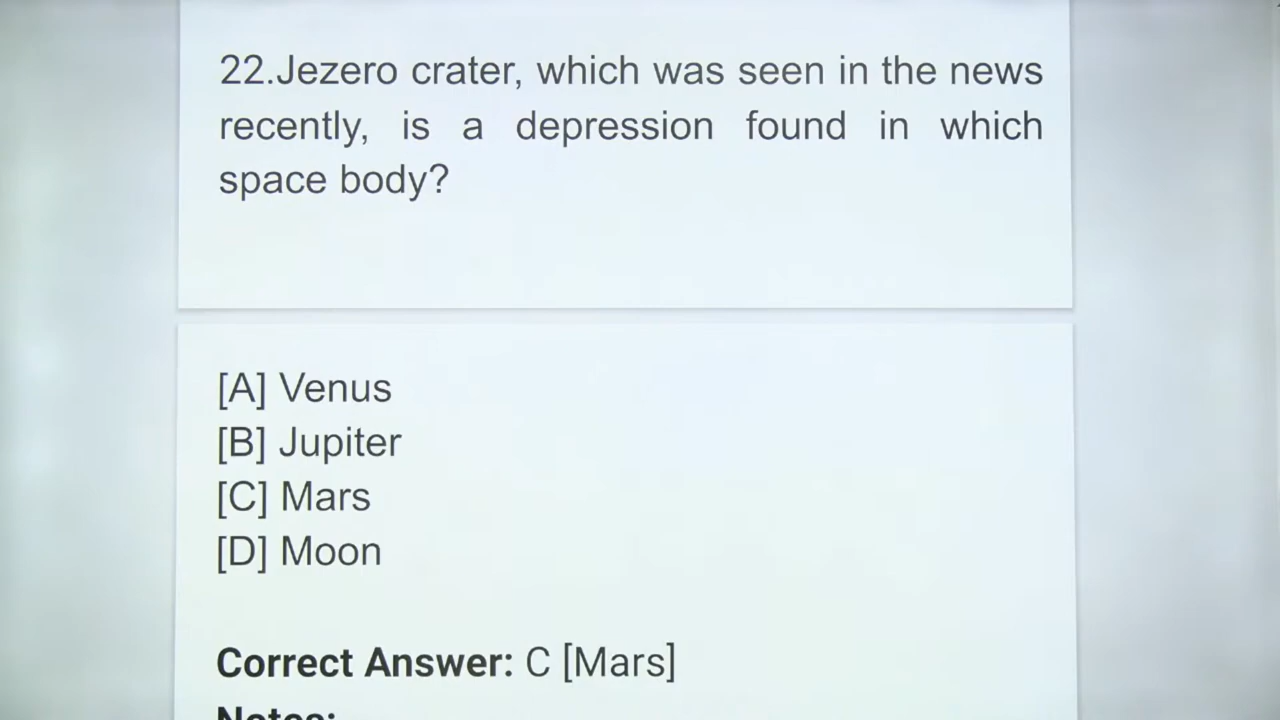 22.Jezero crater, which was seen in the news
recently, is a depression found in which
space body?
[A] Venus
[B] Jupiter
[C] Mars
[D] Moon
Correct Answer: C [Mars]
Notes: